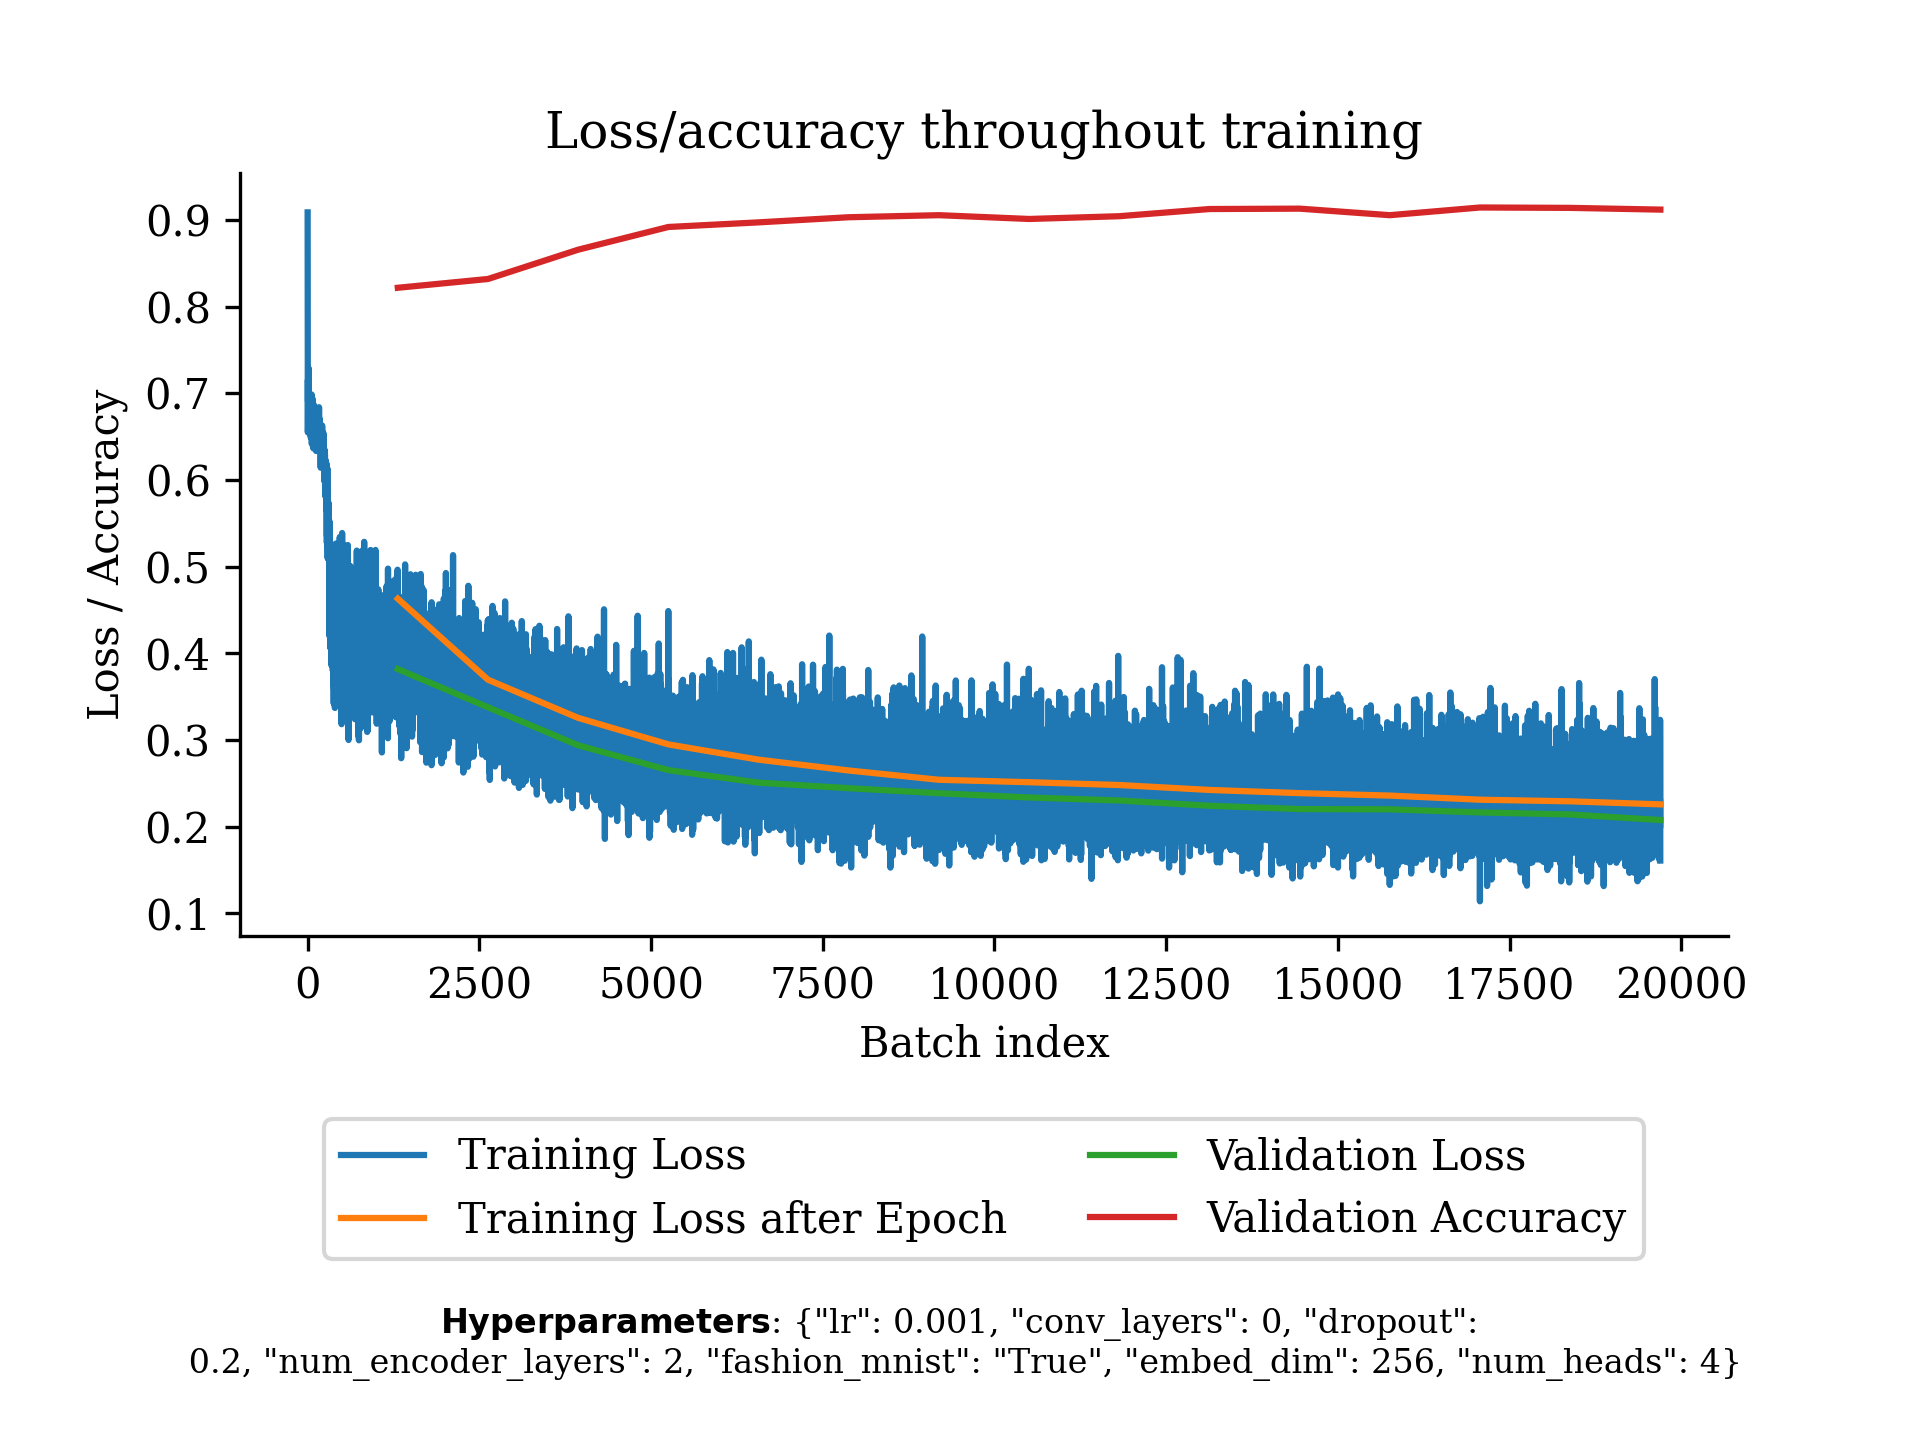 Loss/accuracy throughout training
Loss / Accuracy
0.9
0.8
0.7
0.6
0.5
0.4
0.3
0.2
0.1
0 2500 5000 7500 10000 12500 15000 17500 20000
Batch index
Training Loss
Training Loss after Epoch
Validation Loss
Validation Accuracy
Hyperparameters: {"lr": 0.001, "conv_layers": 0, "dropout":
0.2, "num_encoder_layers": 2, "fashion_mnist": "True", "embed_dim": 256, "num_heads": 4}